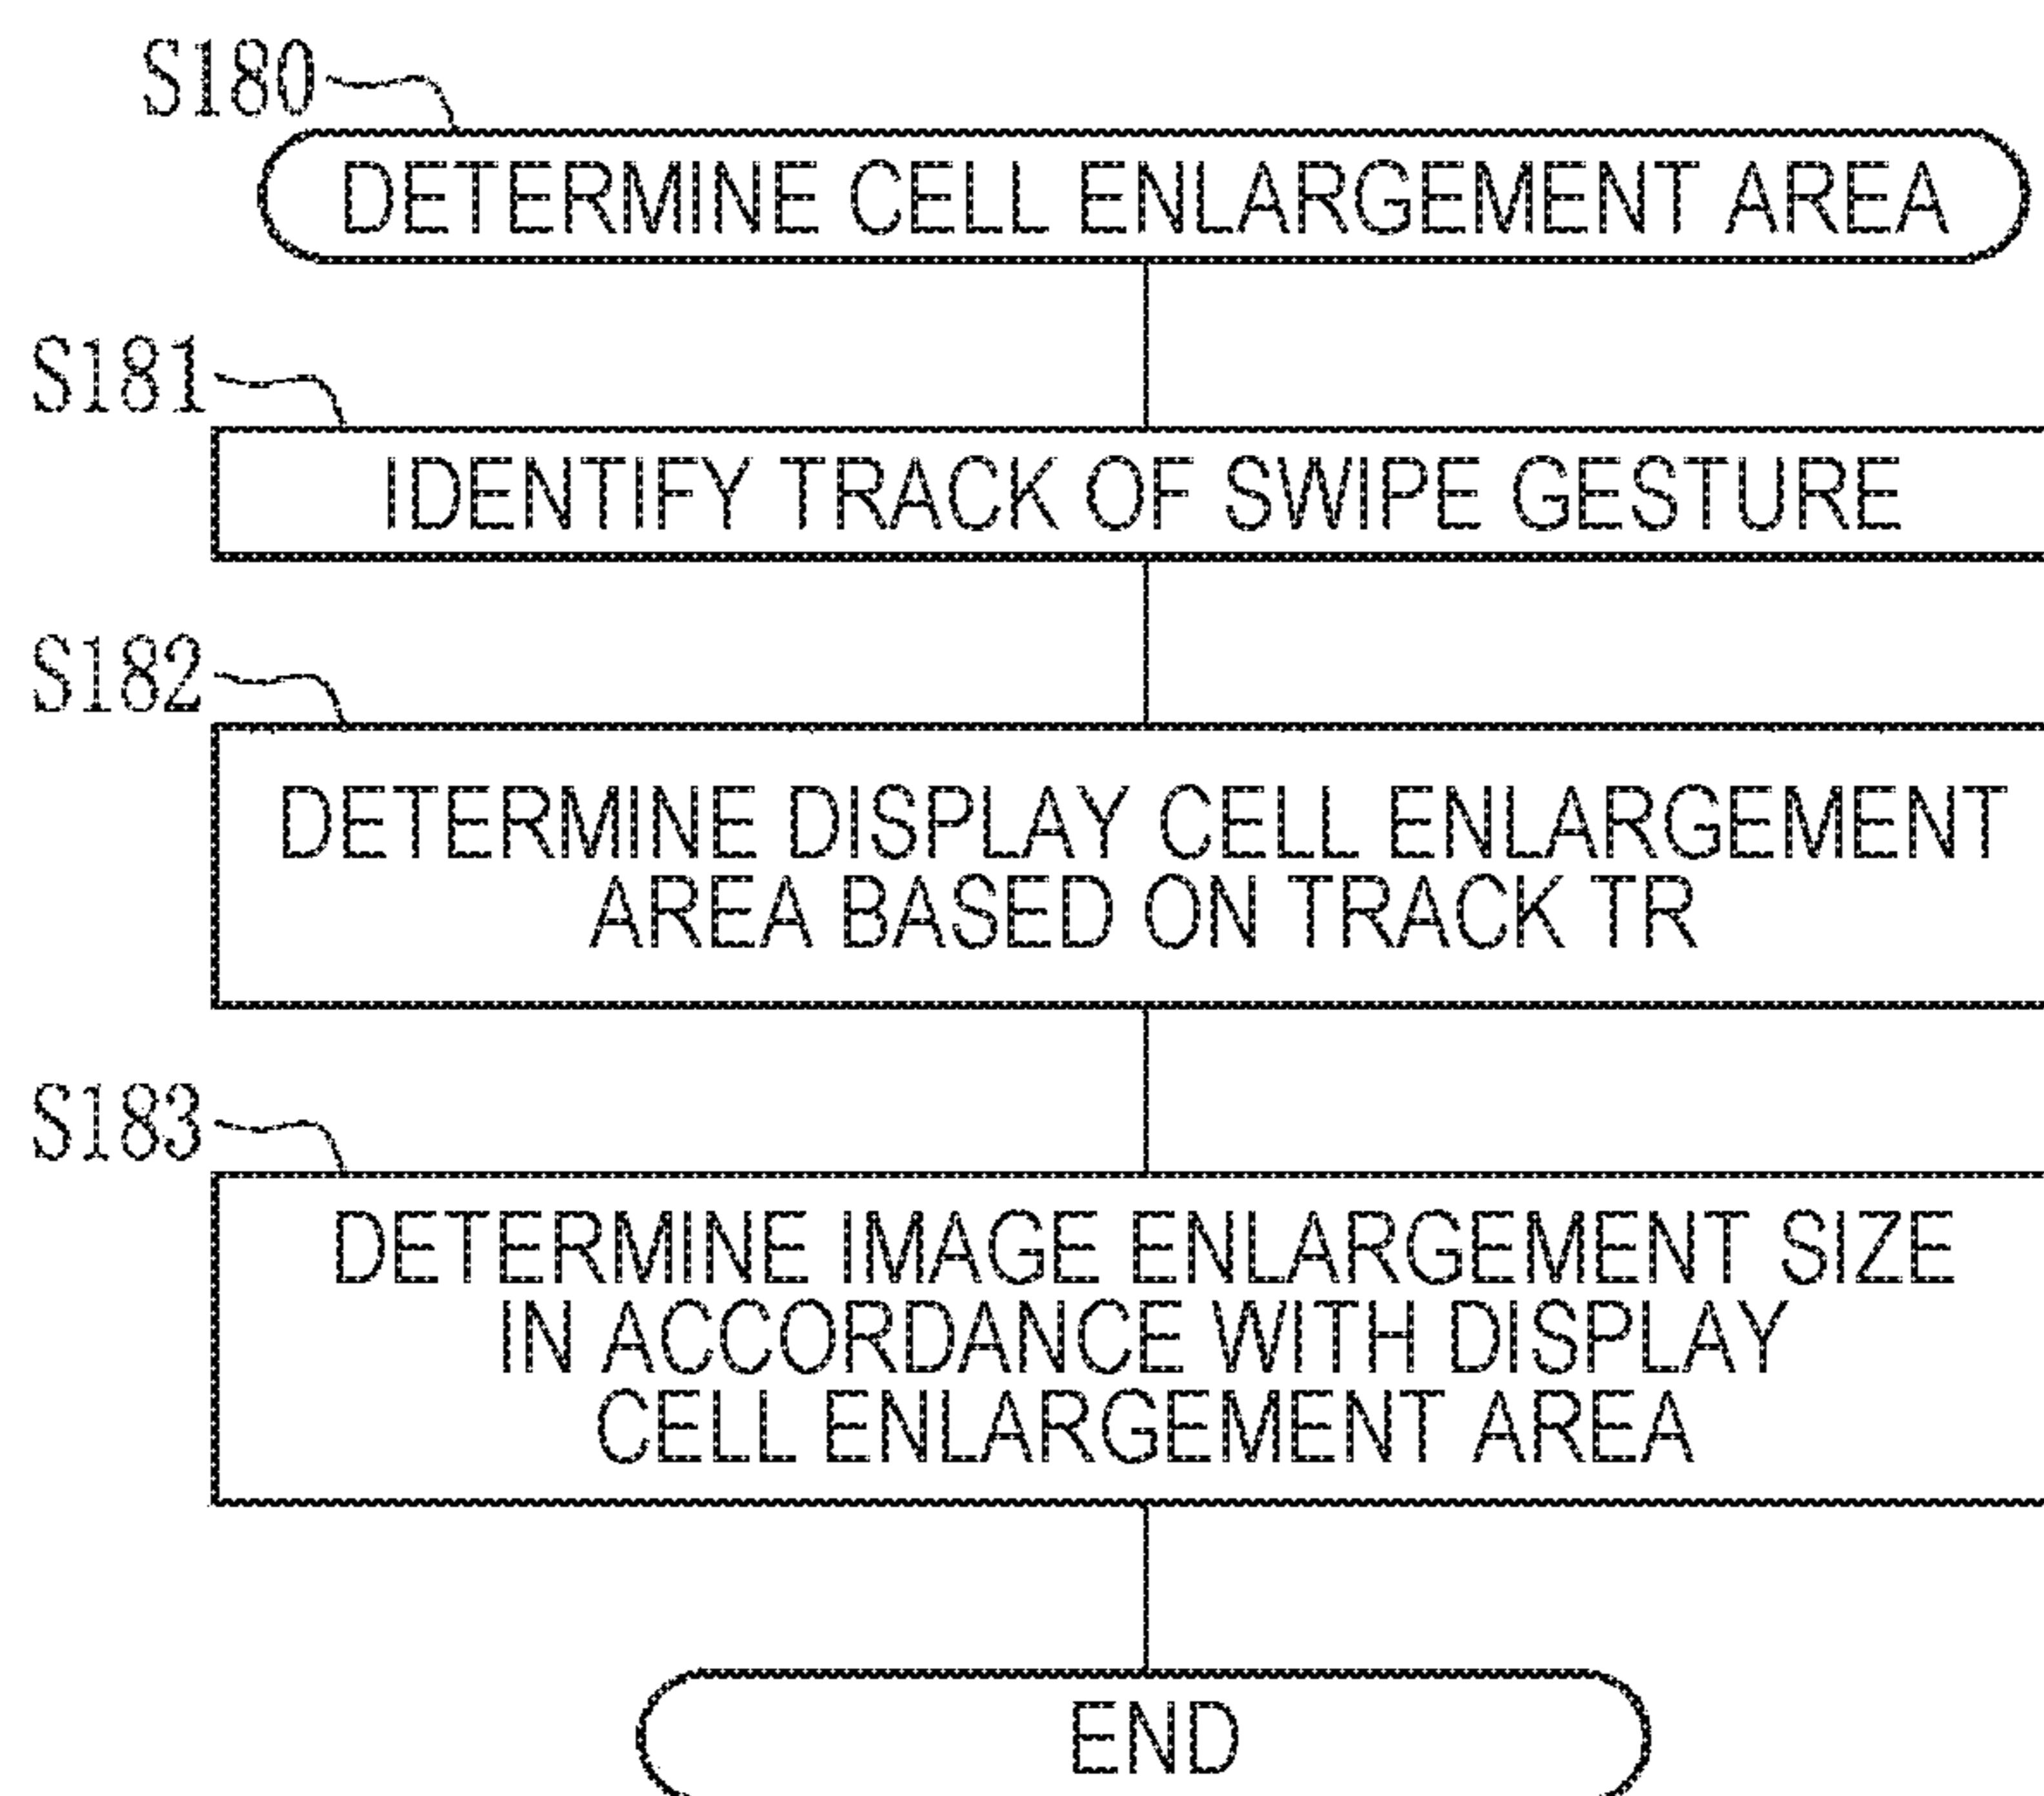 S180
DETERMINE CELL ENLARGEMENT AREA
S181
IDENTIFY TRACK OF SWIPE GESTURE
S182
DETERMINE DISPLAY CELL ENLARGEMENT
AREA BASED ON TRACK TR
S183
DETERMINE IMAGE ENLARGEMENT SIZE
IN ACCORDANCE WITH DISPLAY
CELL ENLARGEMENT AREA
END